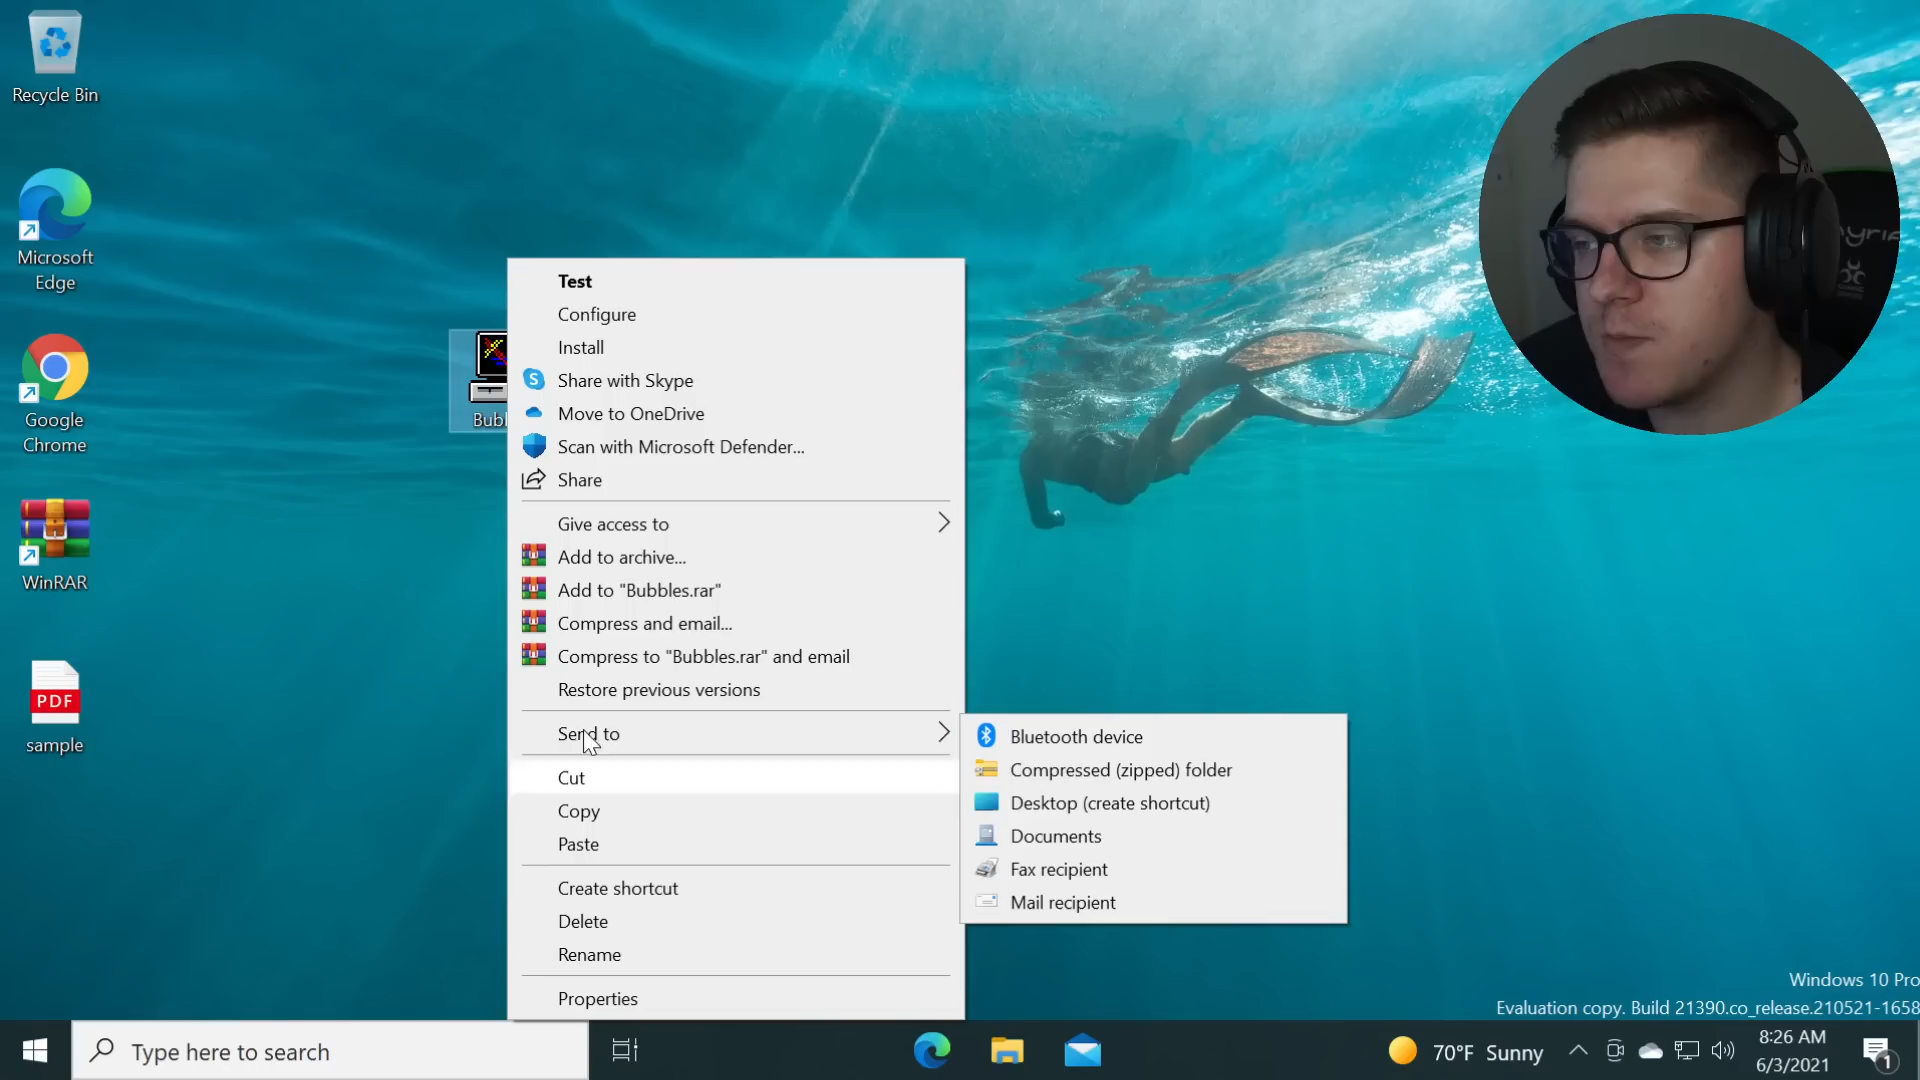 Recycle Bin
Microsoft
Edge
Google
Chrome
WinRAR
PDF
sample
Bubl
Test
Configure
Install
Share with Skype
Move to OneDrive
Scan with Microsoft Defender...
Share
Give access to
Add to archive...
Add to "Bubbles.rar"
Compress and email...
Compress to "Bubbles.rar" and email
Restore previous versions
Send to
Cut
Copy
Paste
Create shortcut
Delete
Rename
Properties
Bluetooth device
Compressed (zipped) folder
Desktop (create shortcut)
Documents
Fax recipient
Mail recipient
Windows 10 Pro
Evaluation copy. Build 21390.co_release.210521-1658
Type here to search
70°F Sunny
8:26 AM
6/3/2021
1